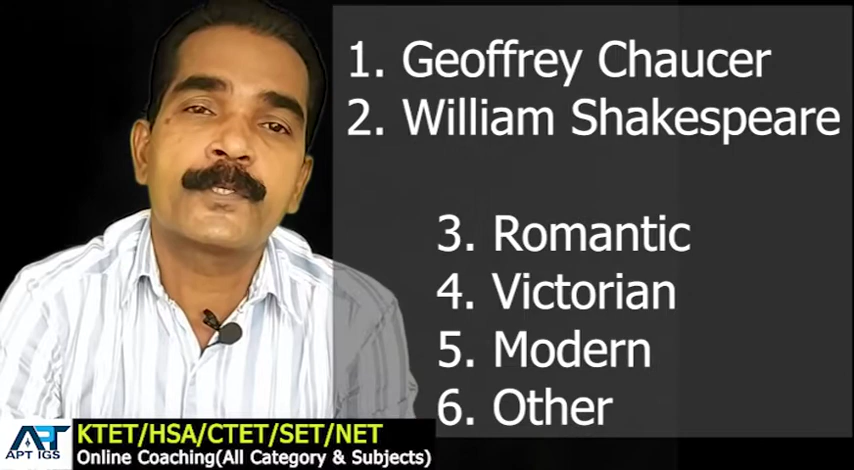 1. Geoffrey Chaucer
2. William Shakespeare
3. Romantic
4. Victorian
5. Modern
6. Other
APT
APT IGS
KTET/HSA/CTET/SET/NET
Online Coaching(All Category & Subjects)